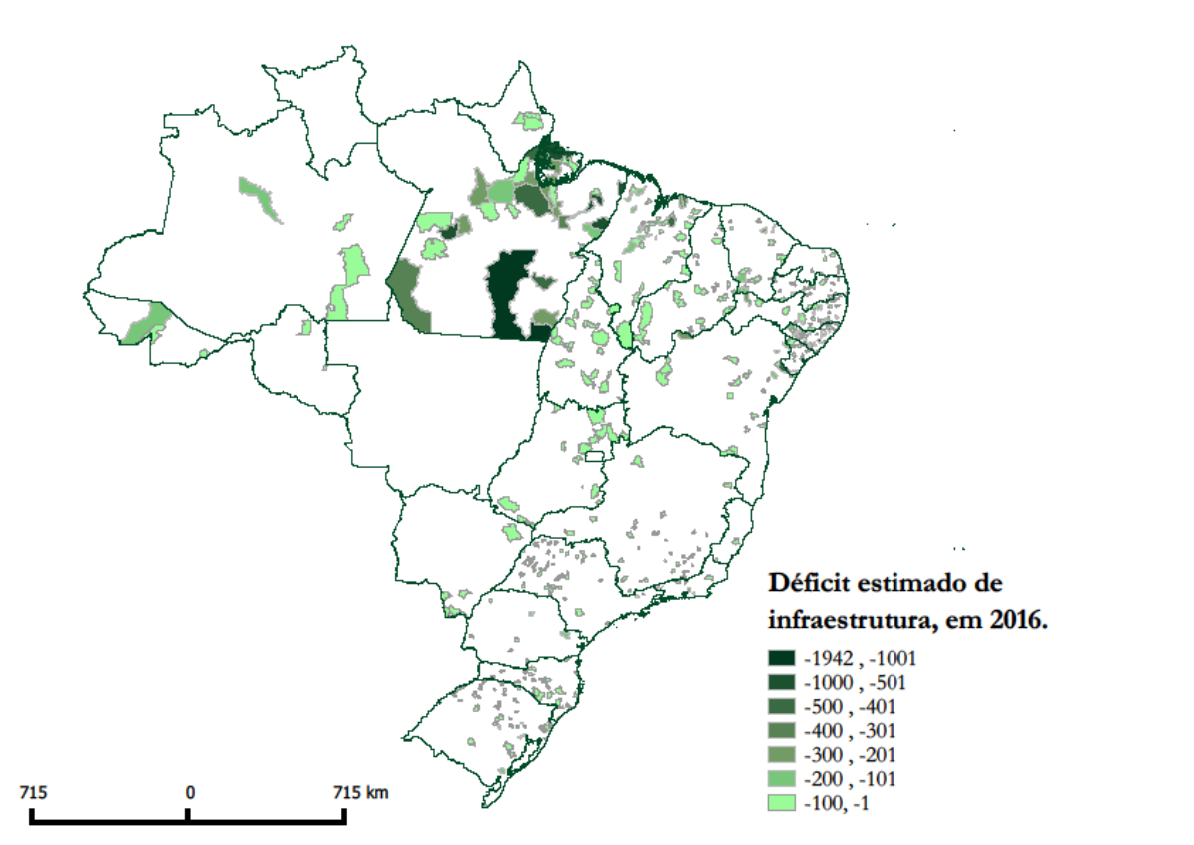 Déficit estimado de
infraestrutura, em 2016.
-1942 , -1001
-1000 , -501
-500 , -401
-400 , -301
-300 , -201
-200 , -101
-100, -1
715 0 715 km